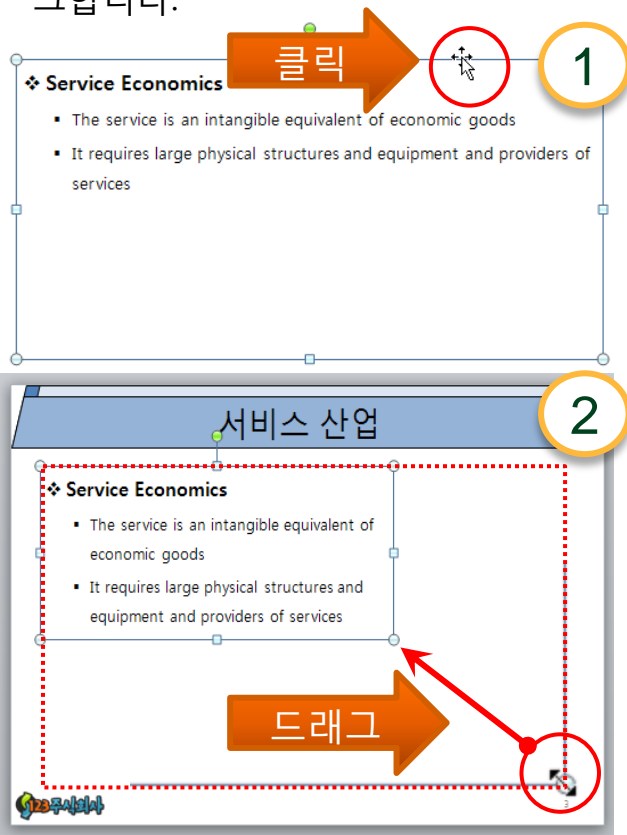 그합니다.
클릭
1
❖ Service Economics
▪ The service is an intangible equivalent of economic goods
▪ It requires large physical structures and equipment and providers of
services
2
서비스 산업
❖ Service Economics
▪ The service is an intangible equivalent of
economic goods
▪ It requires large physical structures and
equipment and providers of services
드래그
123주식회사
3